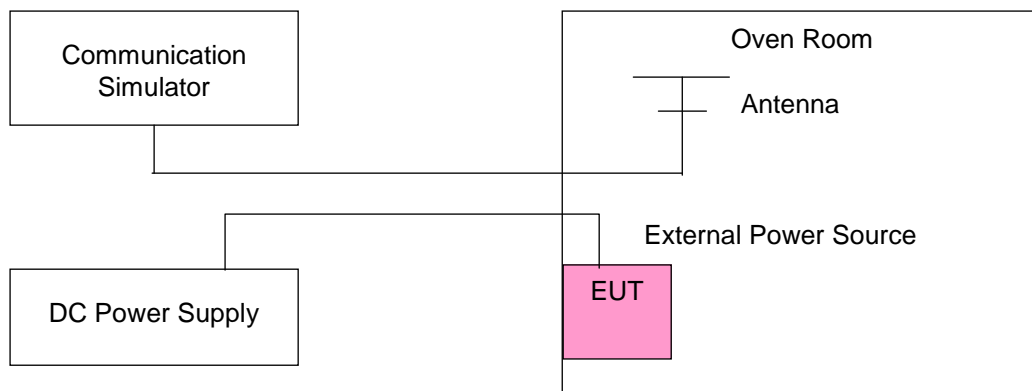 Communication
Simulator
Oven Room
Antenna
External Power Source
EUT
DC Power Supply